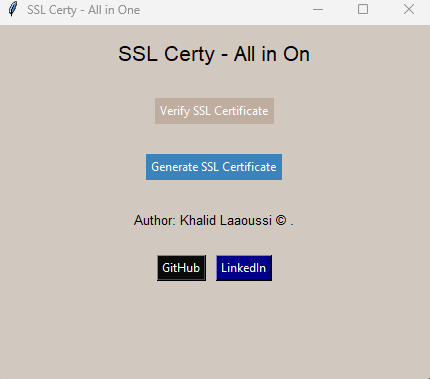 SSL Certy - All in One
SSL Certy - All in On
Verify SSL Certificate
Generate SSL Certificate
Author: Khalid Laaoussi © .
GitHub LinkedIn